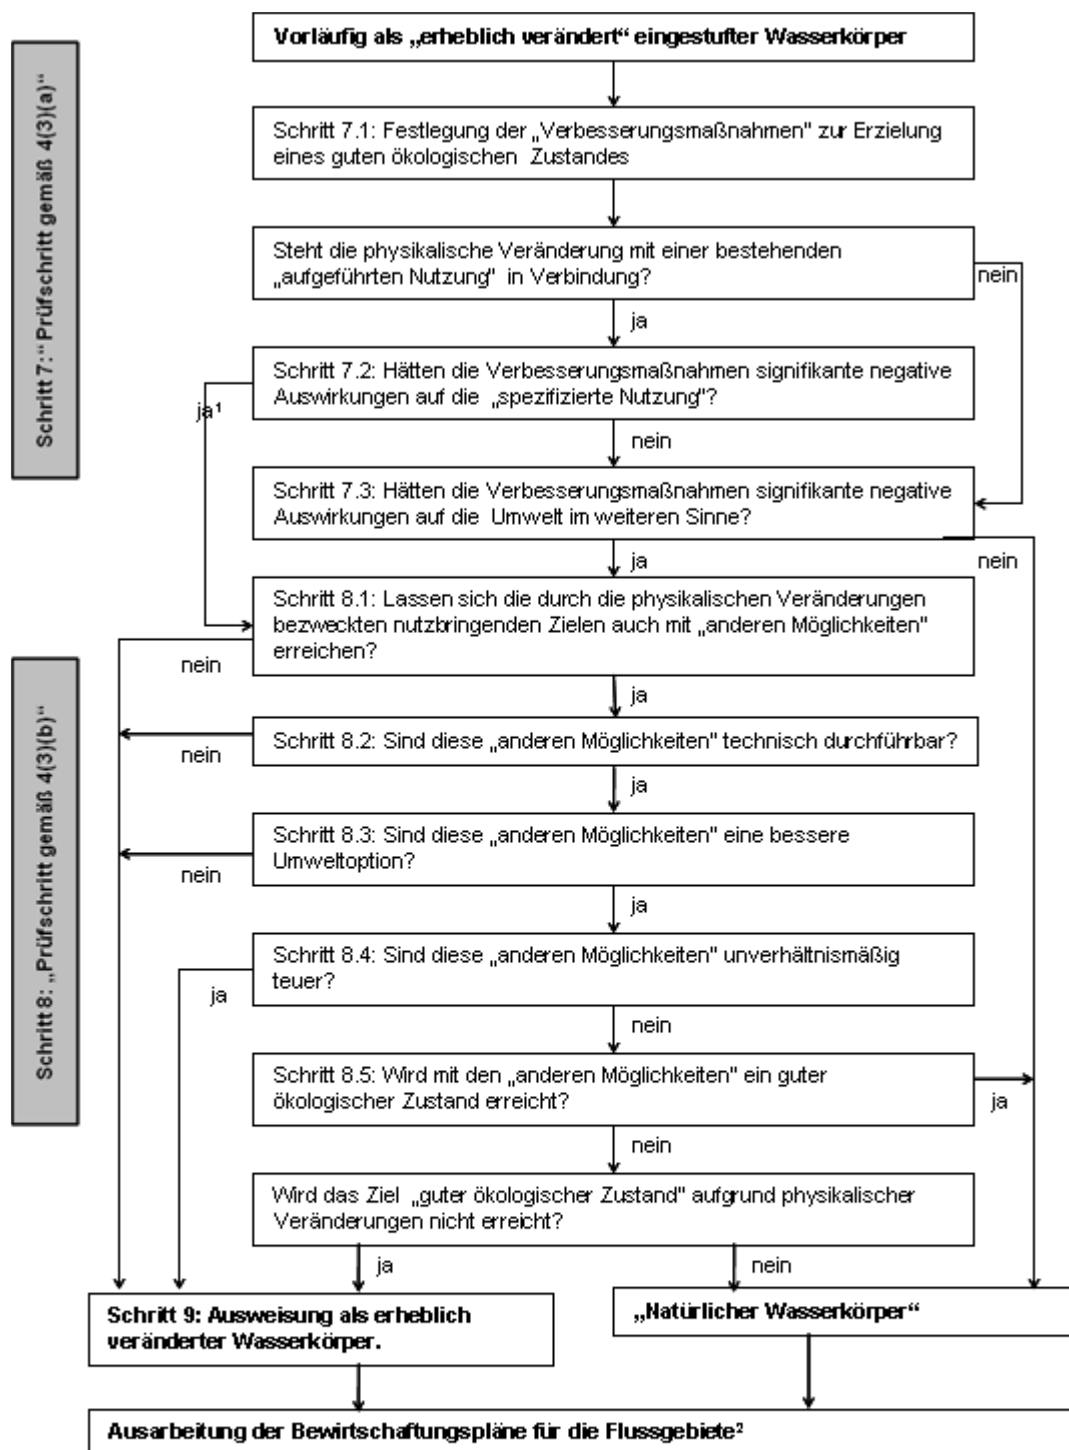 Vorläufig als „erheblich verändert“ eingestufter Wasserkörper
Schritt 7:“ Prüfschritt gemäß 4(3)(a)“
Schritt 7.1: Festlegung der „Verbesserungsmaßnahmen" zur Erzielung
eines guten ökologischen Zustandes
Steht die physikalische Veränderung mit einer bestehenden
„aufgeführten Nutzung" in Verbindung?
nein
ja
Schritt 7.2: Hätten die Verbesserungsmaßnahmen signifikante negative
Auswirkungen auf die „spezifizierte Nutzung"?
ja¹
nein
Schritt 7.3: Hätten die Verbesserungsmaßnahmen signifikante negative
Auswirkungen auf die Umwelt im weiteren Sinne?
ja
nein
Schritt 8.1: Lassen sich die durch die physikalischen Veränderungen
bezweckten nutzbringenden Zielen auch mit „anderen Möglichkeiten"
erreichen?
nein
ja
Schritt 8: „Prüfschritt gemäß 4(3)(b)“
Schritt 8.2: Sind diese „anderen Möglichkeiten" technisch durchführbar?
nein
ja
Schritt 8.3: Sind diese „anderen Möglichkeiten" eine bessere
Umweltoption?
nein
ja
Schritt 8.4: Sind diese „anderen Möglichkeiten" unverhältnismäßig
teuer?
ja
nein
Schritt 8.5: Wird mit den „anderen Möglichkeiten" ein guter
ökologischer Zustand erreicht?
ja
nein
Wird das Ziel „guter ökologischer Zustand" aufgrund physikalischer
Veränderungen nicht erreicht?
ja
nein
Schritt 9: Ausweisung als erheblich
veränderter Wasserkörper.
„Natürlicher Wasserkörper“
Ausarbeitung der Bewirtschaftungspläne für die Flussgebiete²